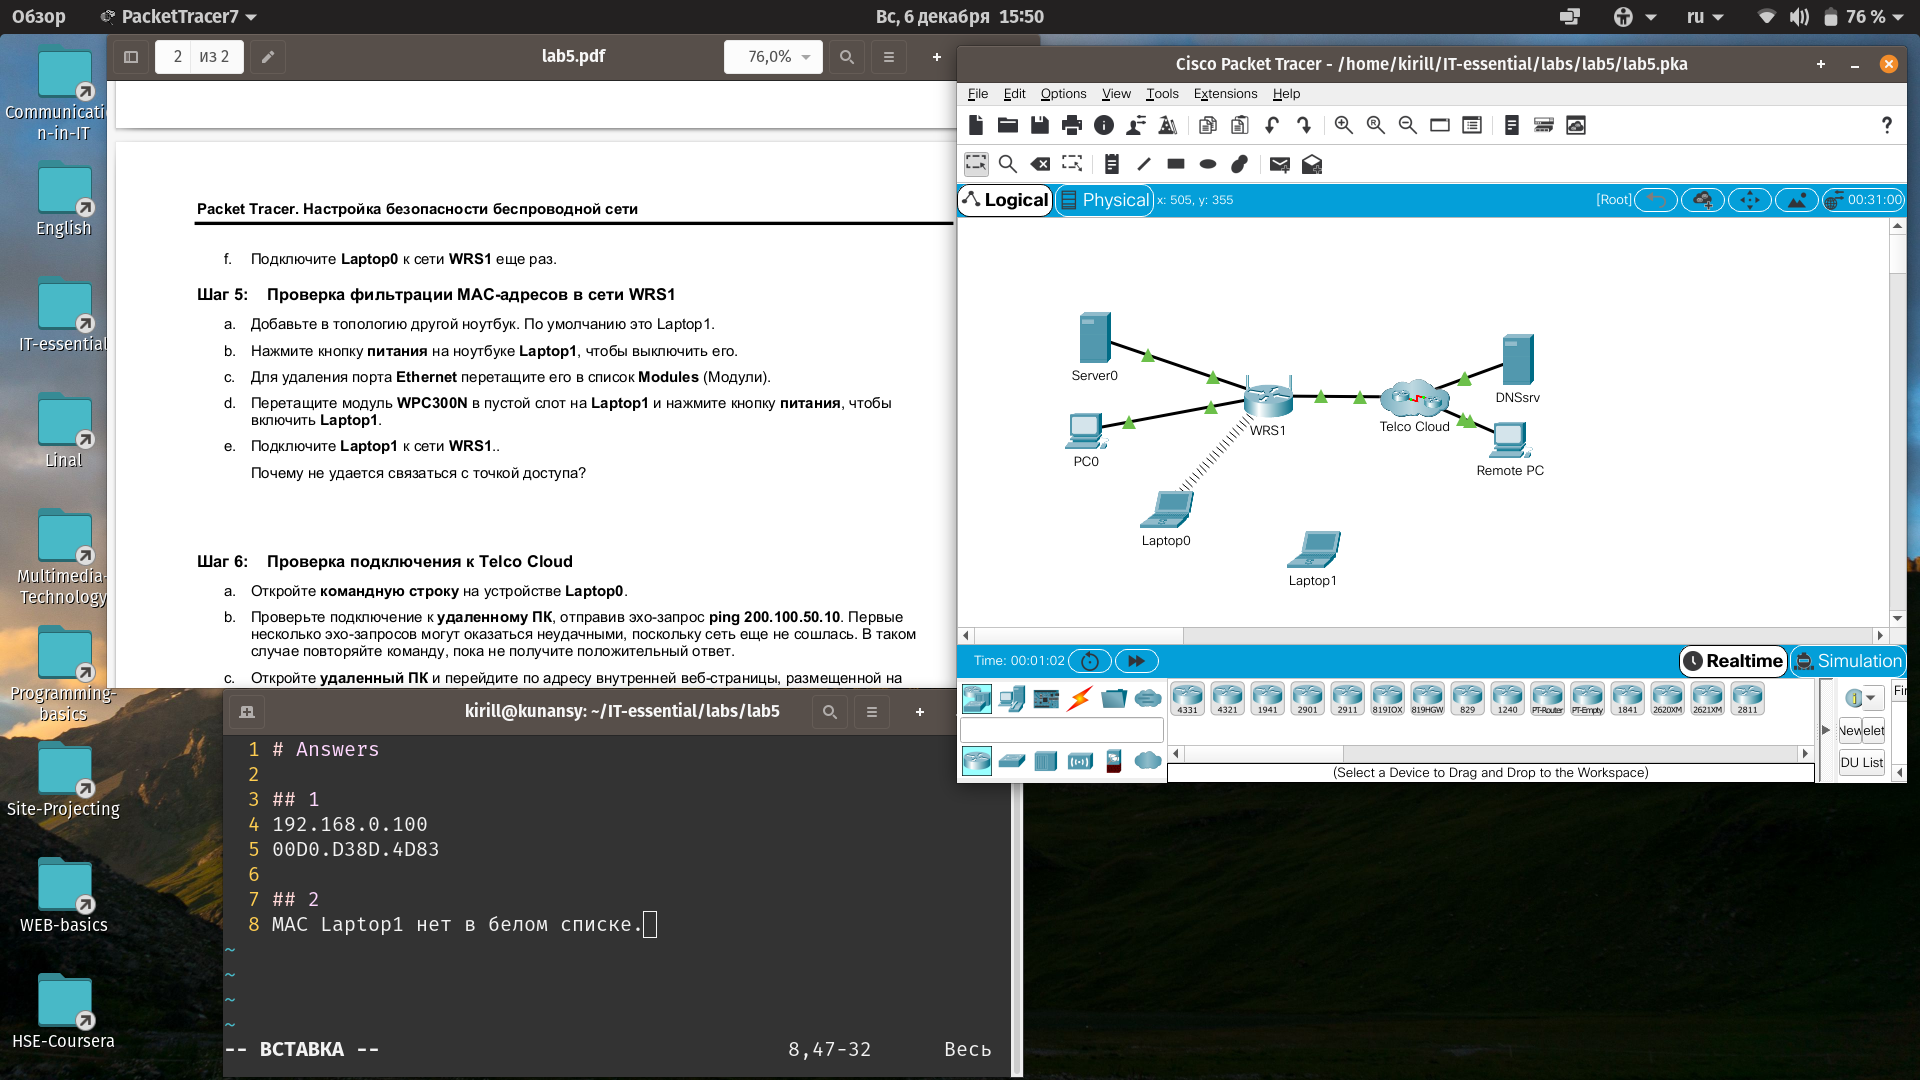 Обзор
PacketTracer7
Вс, 6 декабря 15:50
ru
76 %
Communicatio
n-in-IT
English
IT-essential
Linal
Multimedia-
Technology
Programming-
basics
Site-Projecting
WEB-basics
HSE-Coursera
2 из 2
lab5.pdf
76,0%
Packet Tracer. Настройка безопасности беспроводной сети
f. Подключите Laptop0 к сети WRS1 еще раз.
Шаг 5: Проверка фильтрации MAC-адресов в сети WRS1
a. Добавьте в топологию другой ноутбук. По умолчанию это Laptop1.
b. Нажмите кнопку питания на ноутбуке Laptop1, чтобы выключить его.
c. Для удаления порта Ethernet перетащите его в список Modules (Модули).
d. Перетащите модуль WPC300N в пустой слот на Laptop1 и нажмите кнопку питания, чтобы
включить Laptop1.
e. Подключите Laptop1 к сети WRS1..
Почему не удается связаться с точкой доступа?
Шаг 6: Проверка подключения к Telco Cloud
a. Откройте командную строку на устройстве Laptop0.
b. Проверьте подключение к удаленному ПК, отправив эхо-запрос ping 200.100.50.10. Первые
несколько эхо-запросов могут оказаться неудачными, поскольку сеть еще не сошлась. В таком
случае повторяйте команду, пока не получите положительный ответ.
c. Откройте удаленный ПК и перейдите по адресу внутренней веб-страницы, размещенной на
kirill@kunansy: ~/IT-essential/labs/lab5
1 # Answers
2
3 ## 1
4 192.168.0.100
5 00D0.D38D.4D83
6
7 ## 2
8 MAC Laptop1 нет в белом списке.
~
~
~
~
-- ВСТАВКА --
8,47-32
Весь
Cisco Packet Tracer - /home/kirill/IT-essential/labs/lab5/lab5.pka
File Edit Options View Tools Extensions Help
?
Logical
Physical
x: 505, y: 355
[Root]
00:31:00
Server0
PC0
WRS1
Telco Cloud
DNSsrv
Remote PC
Laptop0
Laptop1
Time: 00:01:02
Realtime
Simulation
4331 4321 1941 2901 2911 819IOX 819HGW 829 1240 PT-Router PT-Empty 1841 2620XM 2621XM 2811
(Select a Device to Drag and Drop to the Workspace)
1
Fir
New
elet
DU List